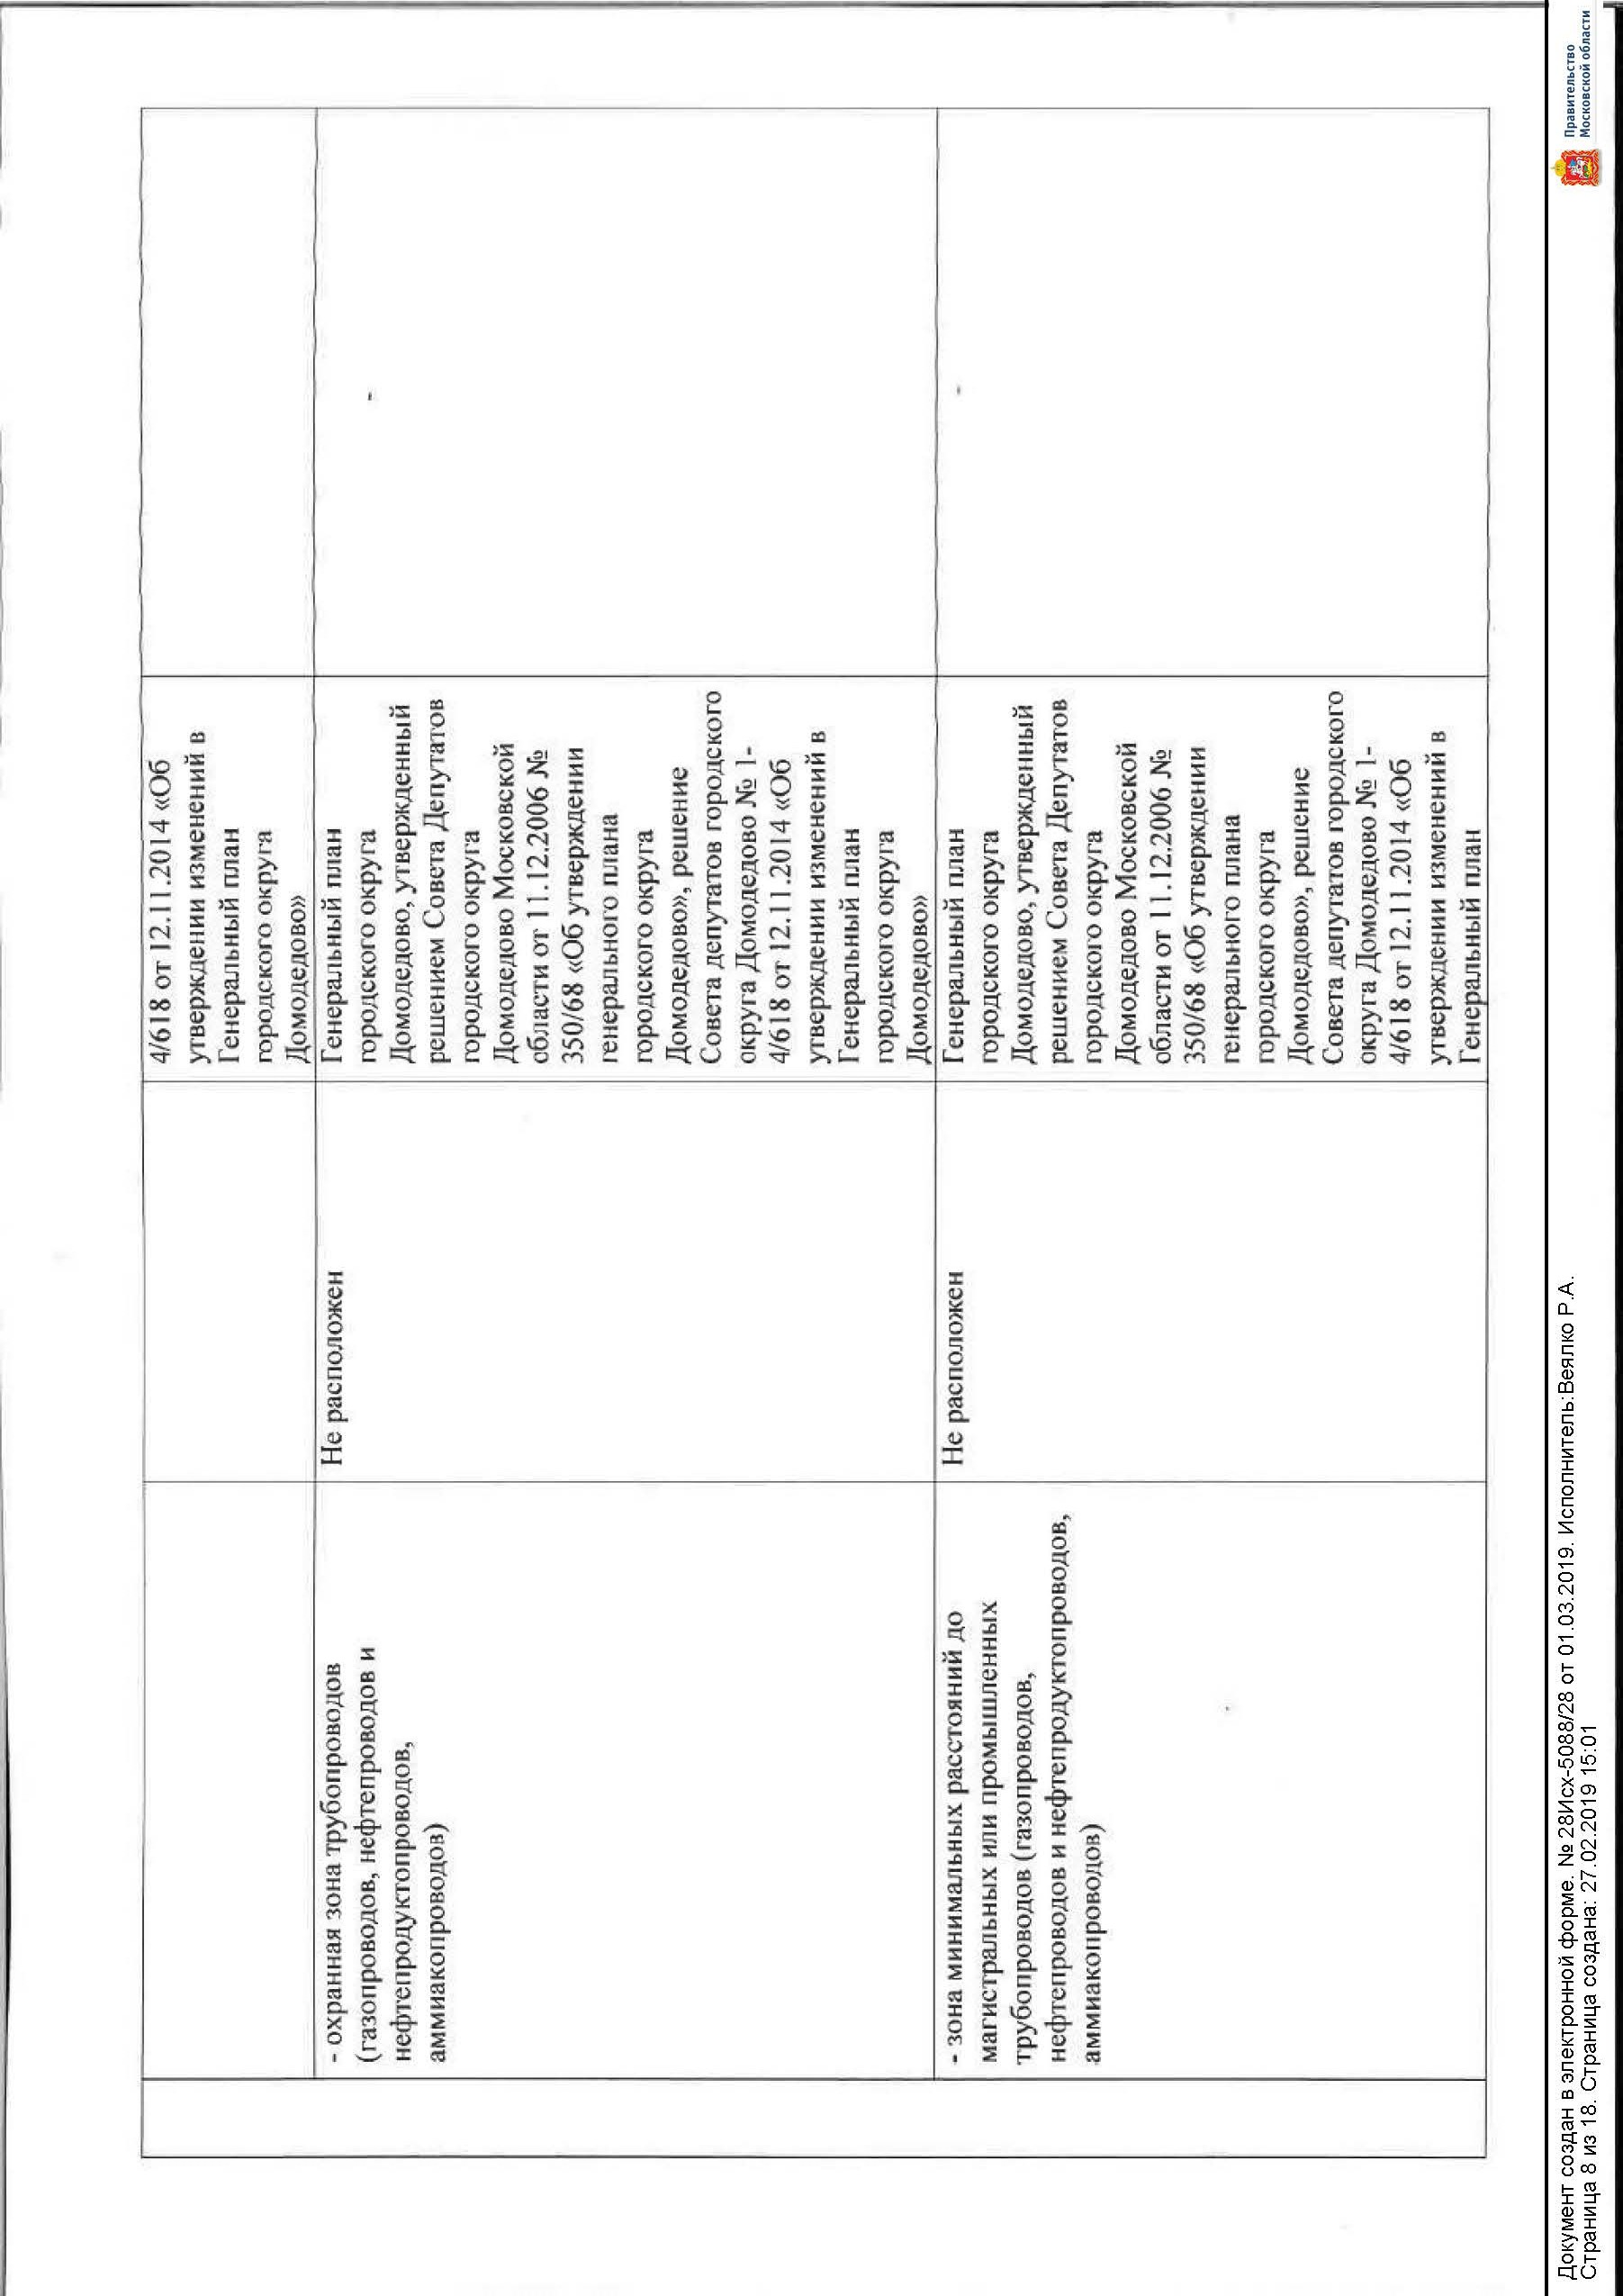 4/618 от 12.11.2014 «Об
утверждении изменений в
Генеральный план
городского округа
Домодедово»
- охранная зона трубопроводов
(газопроводов, нефтепроводов и
нефтепродуктопроводов,
аммиакопроводов)
Не расположен
Генеральный план
городского округа
Домодедово, утвержденный
решением Совета Депутатов
городского округа
Домодедово Московской
области от 11.12.2006 №
350/68 «Об утверждении
генерального плана
городского округа
Домодедово», решение
Совета депутатов городского
округа Домодедово № 1-
4/618 от 12.11.2014 «Об
утверждении изменений в
Генеральный план
городского округа
Домодедово»
-
- зона минимальных расстояний до
магистральных или промышленных
трубопроводов (газопроводов,
нефтепроводов и нефтепродуктопроводов,
аммиакопроводов)
Не расположен
Генеральный план
городского округа
Домодедово, утвержденный
решением Совета Депутатов
городского округа
Домодедово Московской
области от 11.12.2006 №
350/68 «Об утверждении
генерального плана
городского округа
Домодедово», решение
Совета депутатов городского
округа Домодедово № 1-
4/618 от 12.11.2014 «Об
утверждении изменений в
Генеральный план
-
Документ создан в электронной форме. № 28Исх-5088/28 от 01.03.2019. Исполнитель:Веялко Р.А.
Страница 8 из 18. Страница создана: 27.02.2019 15:01
Правительство
Московской области